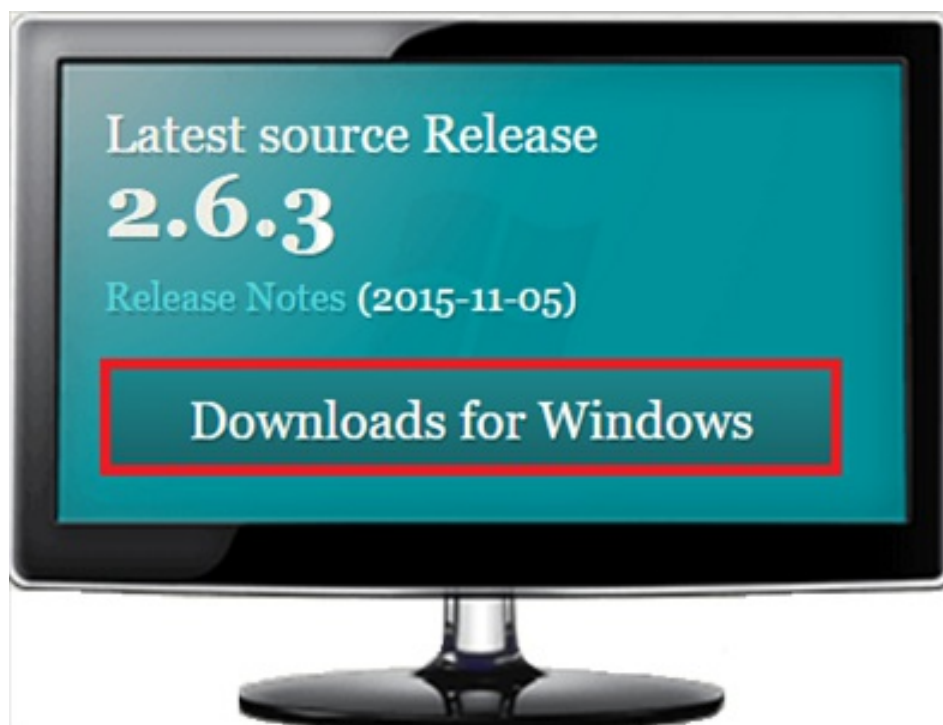 Latest source Release
2.6.3
Release Notes (2015-11-05)
Downloads for Windows